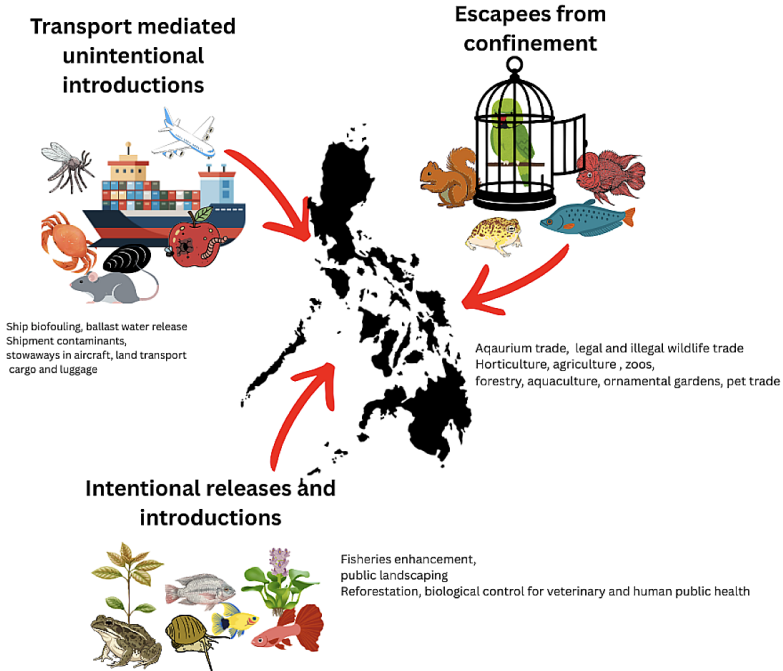 Transport mediated
unintentional
introductions
Escapees from
confinement
Ship biofouling, ballast water release
Shipment contaminants,
stowaways in aircraft, land transport
cargo and luggage
Aqaurium trade, legal and illegal wildlife trade
Horticulture, agriculture , zoos,
forestry, aquaculture, ornamental gardens, pet trade
Intentional releases and
introductions
Fisheries enhancement,
public landscaping
Reforestation, biological control for veterinary and human public health